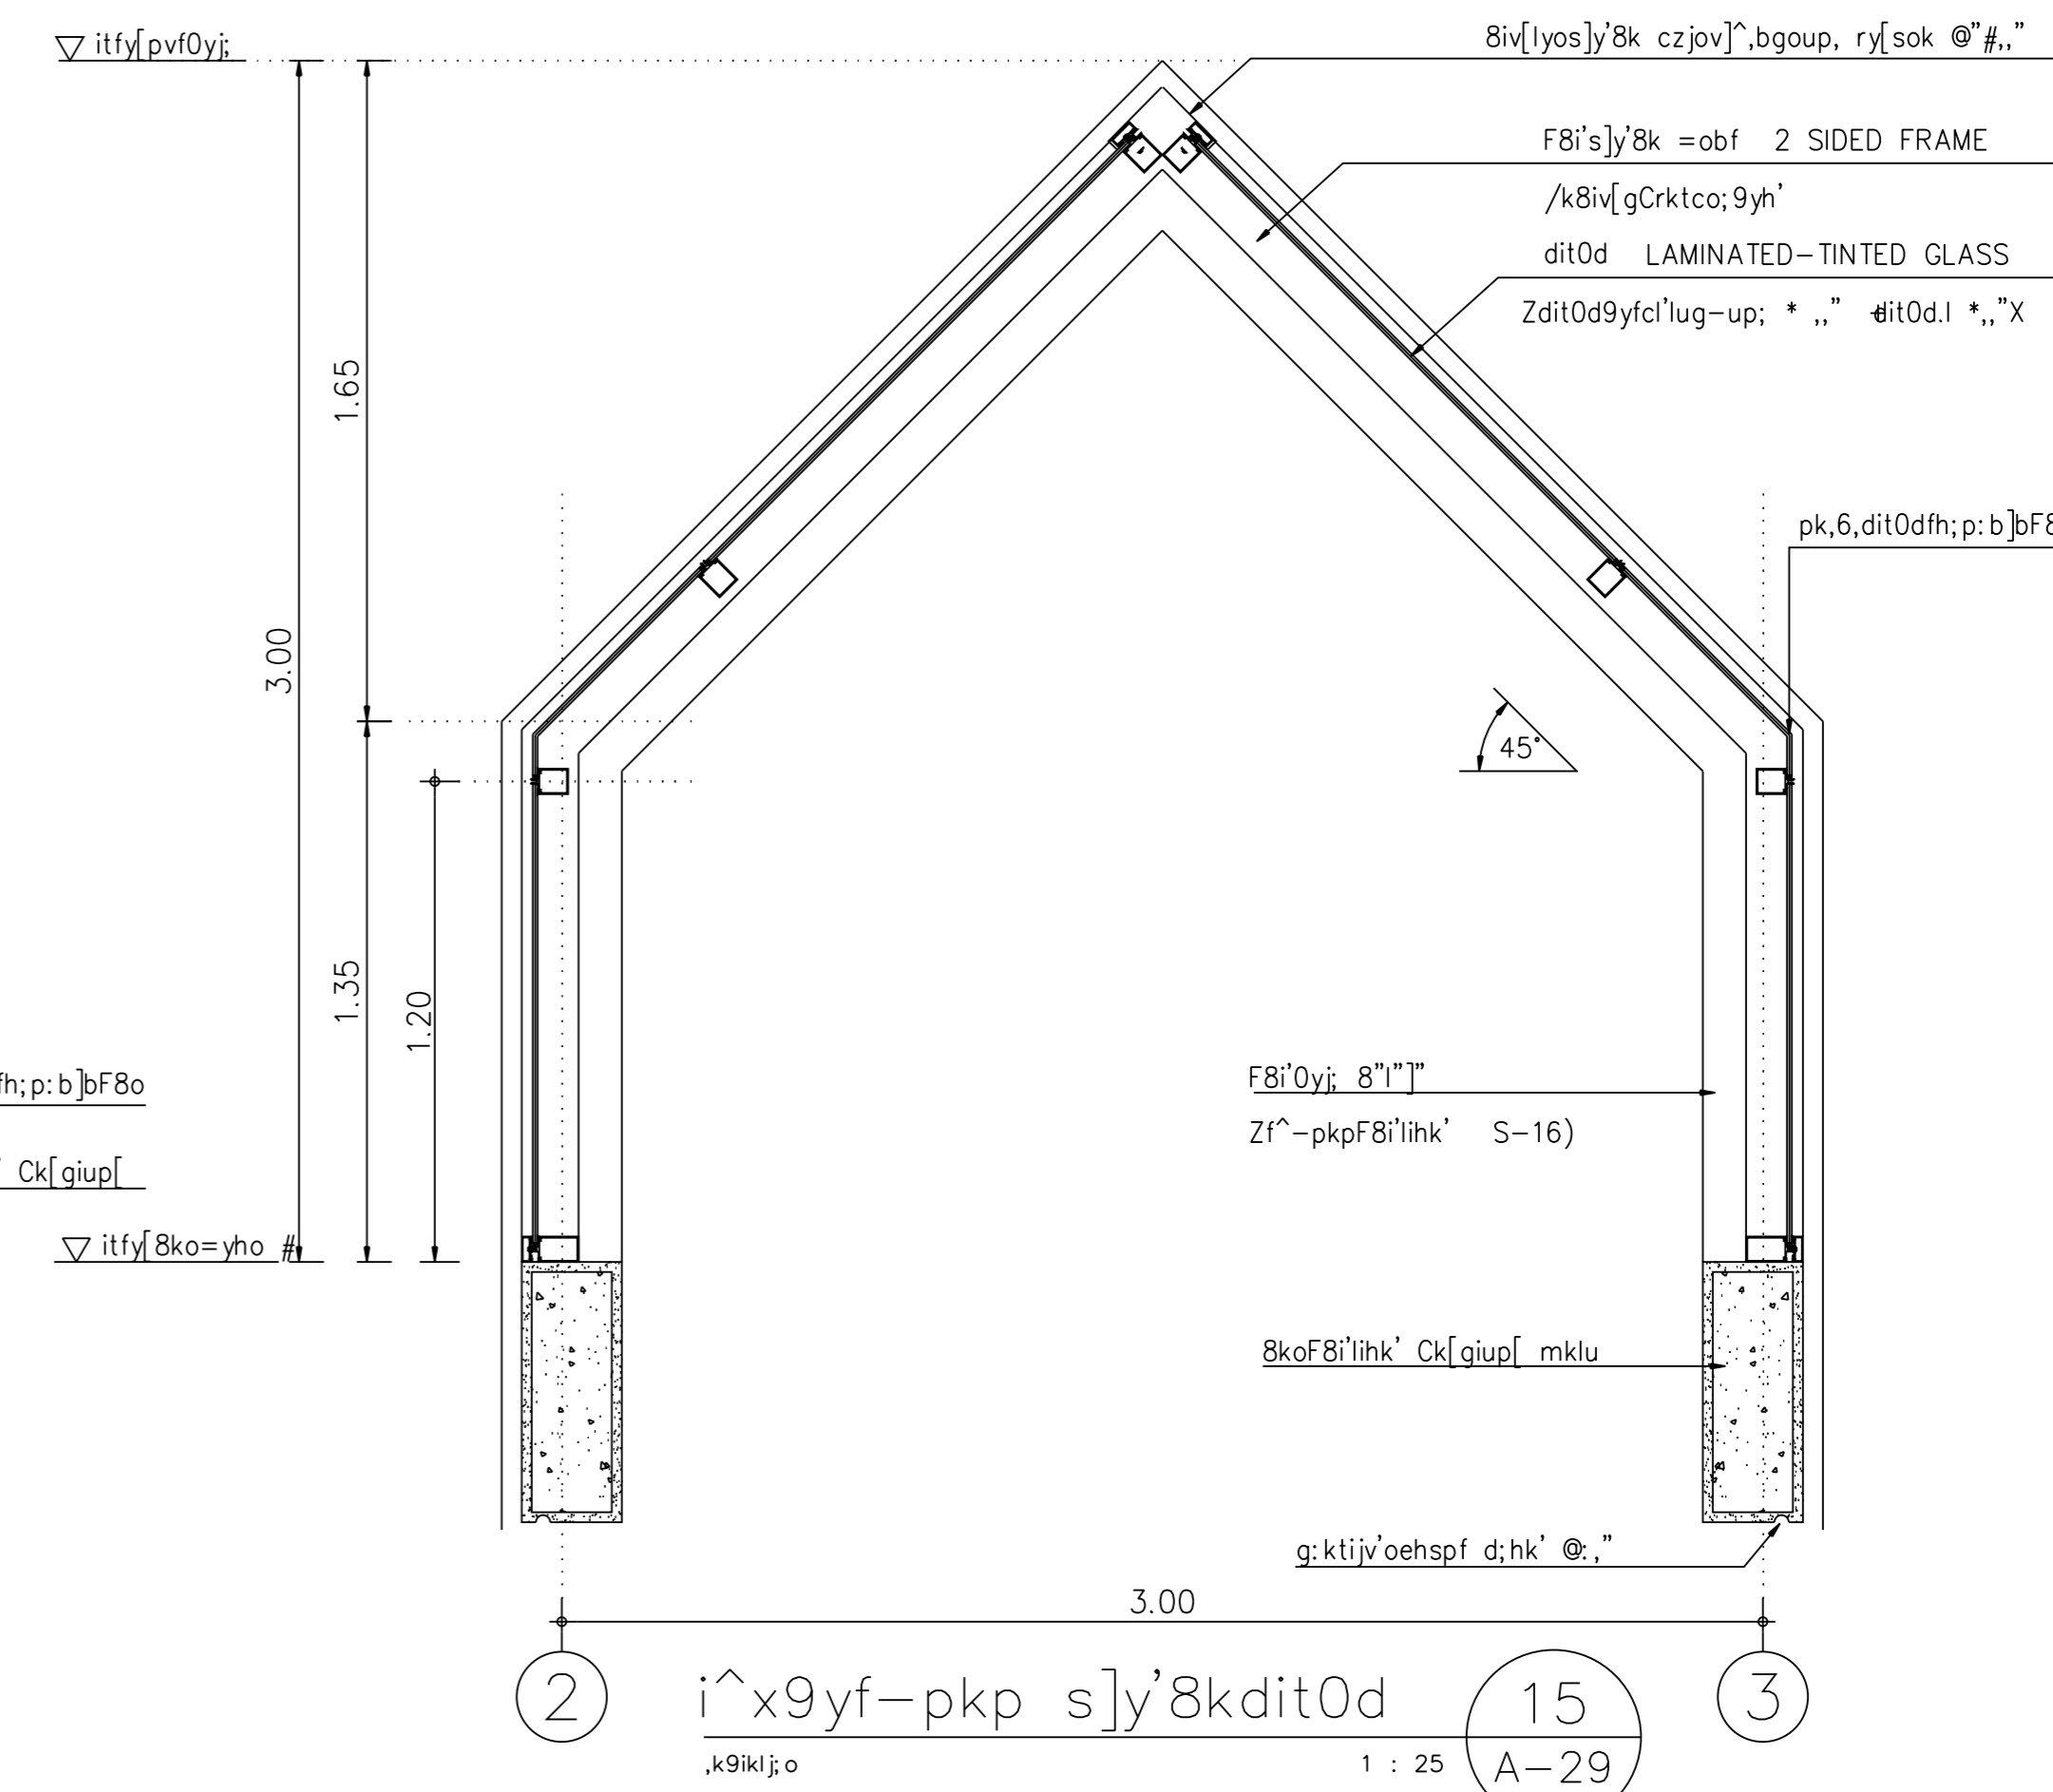 itfy[pvf0yj;
8iv[lyos]y'8k czjov]^,bgoup, ry[sok @"#,,"
F8i's]y'8k =obf 2 SIDED FRAME
/k8iv[gCrktco;9yh'
dit0d LAMINATED-TINTED GLASS
Zdit0d9yfcl'lug-up; * ,," dit0d.l *,,"X
1.65
pk,6,dit0dfh;p:b]bF8
3.00
45°
1.35
1.20
fh;p:b]bF8o
F8i'0yj; 8"l"]"
Zf^-pkpF8i'lihk' S-16)
' Ck[giup[
itfy[8ko=yho #
8koF8i'lihk' Ck[giup[ mklu
g:ktijv'oehspf d;hk' @:,"
3.00
2
i^x9yf-pkp s]y'8kdit0d
15
3
,k9iklj;o
1 : 25
A-29